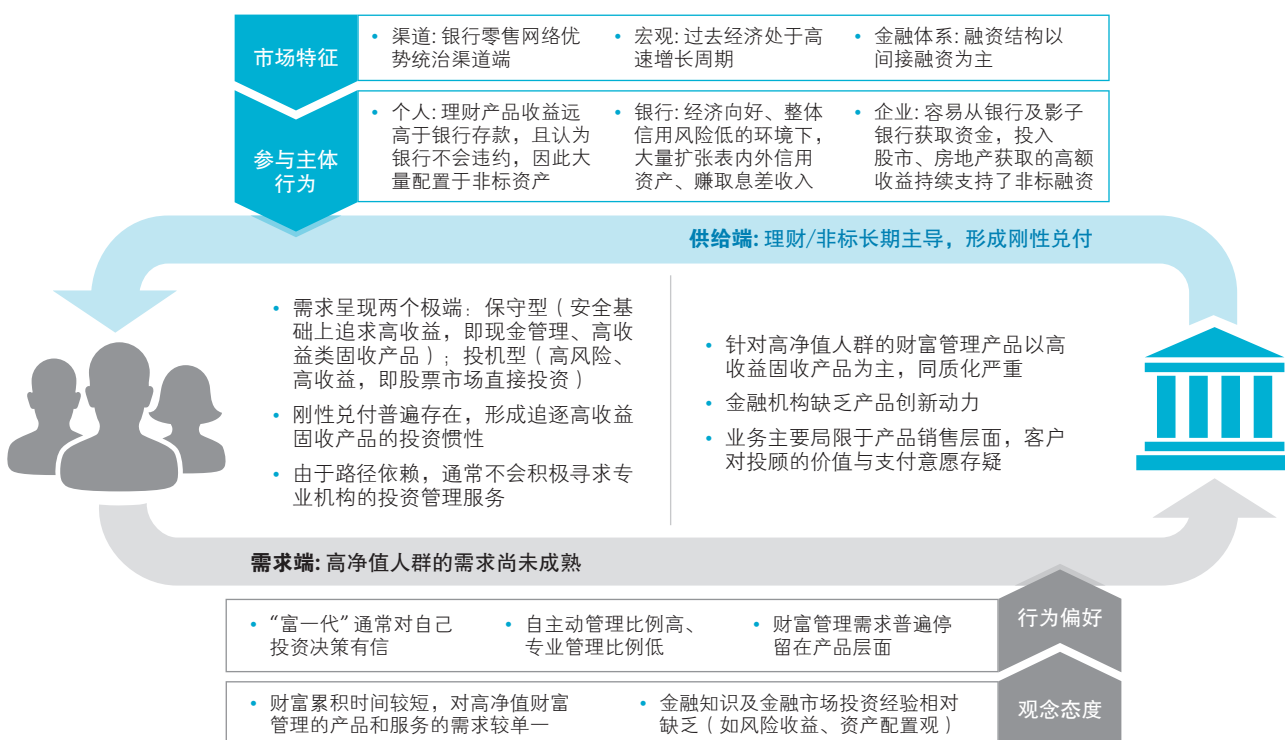 市场特征
• 渠道: 银行零售网络优
势统治渠道端
• 宏观: 过去经济处于高
速增长周期
• 金融体系: 融资结构以
间接融资为主
参与主体
行为
• 个人: 理财产品收益远
高于银行存款，且认为
银行不会违约，因此大
量配置于非标资产
• 银行: 经济向好、整体
信用风险低的环境下，
大量扩张表内外信用
资产、赚取息差收入
• 企业: 容易从银行及影子
银行获取资金，投入
股市、房地产获取的高额
收益持续支持了非标融资
供给端: 理财/非标长期主导，形成刚性兑付
• 需求呈现两个极端：保守型（安全基
础上追求高收益，即现金管理、高收
益类固收产品）；投机型（高风险、
高收益，即股票市场直接投资）
• 刚性兑付普遍存在，形成追逐高收益
固收产品的投资惯性
• 由于路径依赖，通常不会积极寻求专
业机构的投资管理服务
• 针对高净值人群的财富管理产品以高
收益固收产品为主，同质化严重
• 金融机构缺乏产品创新动力
• 业务主要局限于产品销售层面，客户
对投顾的价值与支付意愿存疑
需求端: 高净值人群的需求尚未成熟
• “富一代” 通常对自己
投资决策有信
• 自主动管理比例高、
专业管理比例低
• 财富管理需求普遍停
留在产品层面
行为偏好
• 财富累积时间较短，对高净值财富
管理的产品和服务的需求较单一
• 金融知识及金融市场投资经验相对
缺乏（如风险收益、资产配置观）
观念态度